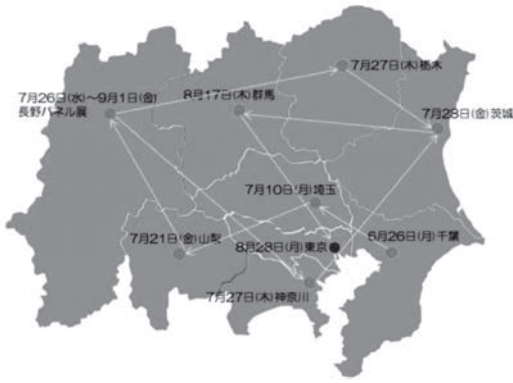 7月27日(木)栃木
7月26日(水)～9月1日(金)
長野パネル展
8月17日(木)群馬
7月28日(金)茨城
7月10日(月)埼玉
7月21日(金)山梨
8月28日(月)東京
6月26日(月)千葉
7月27日(木)神奈川